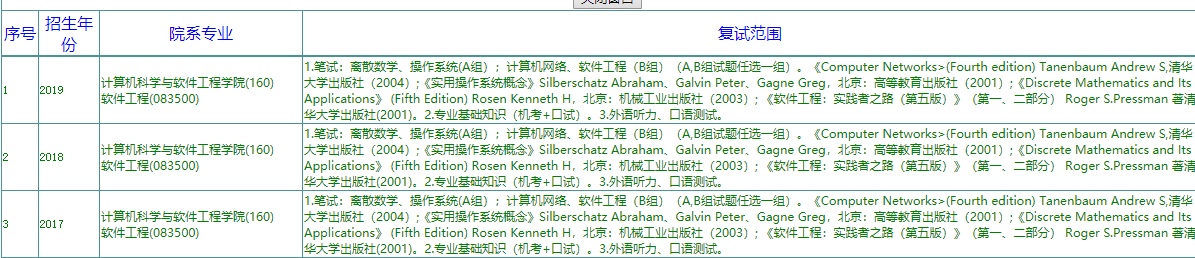 关闭窗口
序号 招生年份 院系专业 复试范围
1 2019 计算机科学与软件工程学院(160) 软件工程(083500)
1.笔试：离散数学、操作系统(A组）；计算机网络、软件工程（B组）（A,B组试题任选一组）。《Computer Networks>(Fourth edition) Tanenbaum Andrew S,清华
大学出版社（2004）;《实用操作系统概念》Silberschatz Abraham、Galvin Peter、Gagne Greg，北京：高等教育出版社（2001）;《Discrete Mathematics and Its
Applications》 (Fifth Edition) Rosen Kenneth H，北京：机械工业出版社（2003）;《软件工程：实践者之路（第五版）》（第一、二部分） Roger S.Pressman 著清
华大学出版社(2001)。2.专业基础知识（机考+口试）。3.外语听力、口语测试。
2 2018 计算机科学与软件工程学院(160) 软件工程(083500)
1.笔试：离散数学、操作系统(A组）；计算机网络、软件工程（B组）（A,B组试题任选一组）。《Computer Networks>(Fourth edition) Tanenbaum Andrew S,清华
大学出版社（2004）;《实用操作系统概念》Silberschatz Abraham、Galvin Peter、Gagne Greg，北京：高等教育出版社（2001）;《Discrete Mathematics and Its
Applications》 (Fifth Edition) Rosen Kenneth H，北京：机械工业出版社（2003）;《软件工程：实践者之路（第五版）》（第一、二部分） Roger S.Pressman 著清
华大学出版社(2001)。2.专业基础知识（机考+口试）。3.外语听力、口语测试。
3 2017 计算机科学与软件工程学院(160) 软件工程(083500)
1.笔试：离散数学、操作系统(A组）；计算机网络、软件工程（B组）（A,B组试题任选一组）。《Computer Networks>(Fourth edition) Tanenbaum Andrew S,清华
大学出版社（2004）;《实用操作系统概念》Silberschatz Abraham、Galvin Peter、Gagne Greg，北京：高等教育出版社（2001）;《Discrete Mathematics and Its
Applications》 (Fifth Edition) Rosen Kenneth H，北京：机械工业出版社（2003）;《软件工程：实践者之路（第五版）》（第一、二部分） Roger S.Pressman 著清
华大学出版社(2001)。2.专业基础知识（机考+口试）。3.外语听力、口语测试。